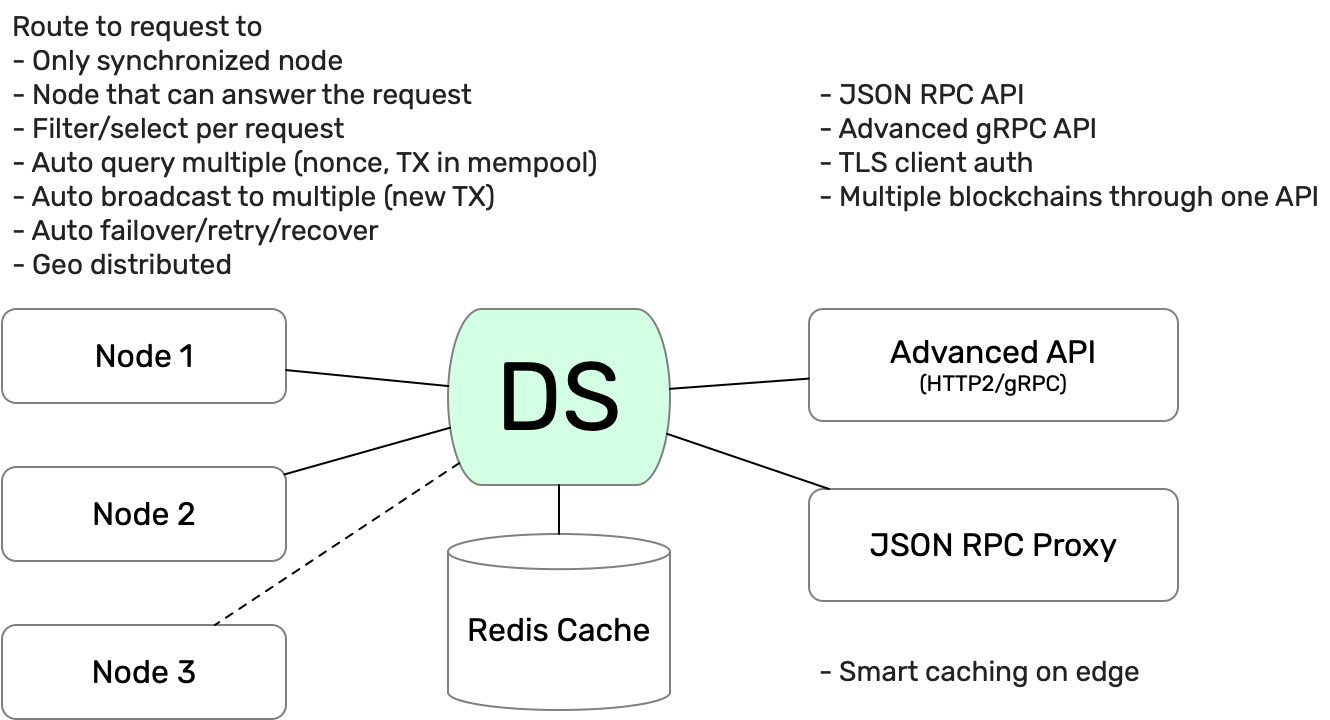 Route to request to
- Only synchronized node
- Node that can answer the request
- Filter/select per request
- Auto query multiple (nonce, TX in mempool)
- Auto broadcast to multiple (new TX)
- Auto failover/retry/recover
- Geo distributed
- JSON RPC API
- Advanced gRPC API
- TLS client auth
- Multiple blockchains through one API
Node 1
Node 2
Node 3
DS
Redis Cache
Advanced API
(HTTP2/gRPC)
JSON RPC Proxy
- Smart caching on edge